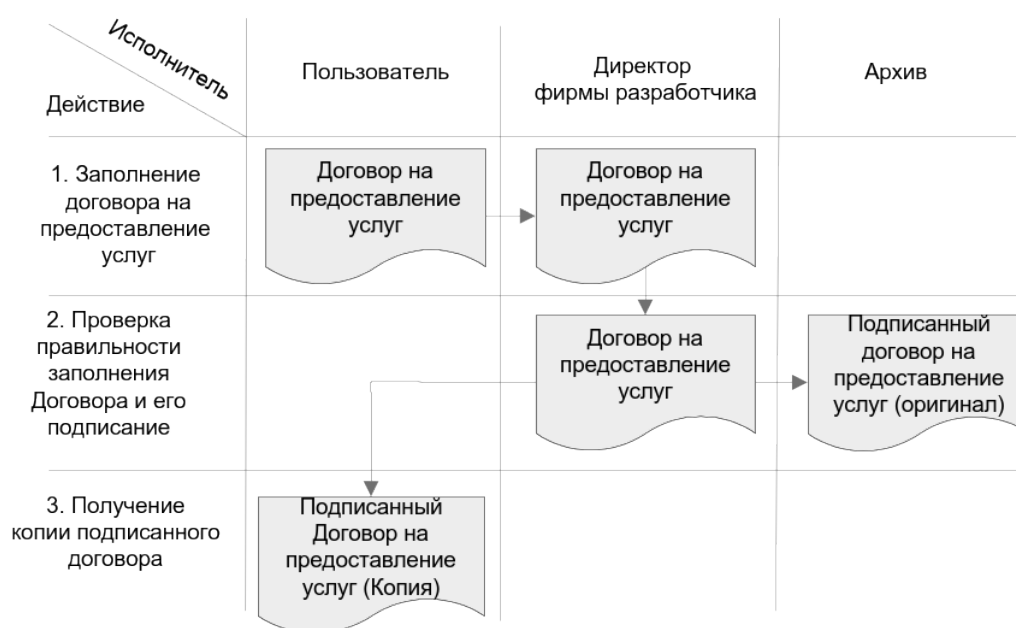 Исполнитель
Действие
Пользователь
Директор
фирмы разработчика
Архив
1. Заполнение
договора на
предоставление
услуг
Договор на
предоставление
услуг
Договор на
предоставление
услуг
2. Проверка
правильности
заполнения
Договора и его
подписание
Договор на
предоставление
услуг
Подписанный
договор на
предоставление
услуг (оригинал)
3. Получение
копии подписанного
договора
Подписанный
Договор на
предоставление
услуг (Копия)